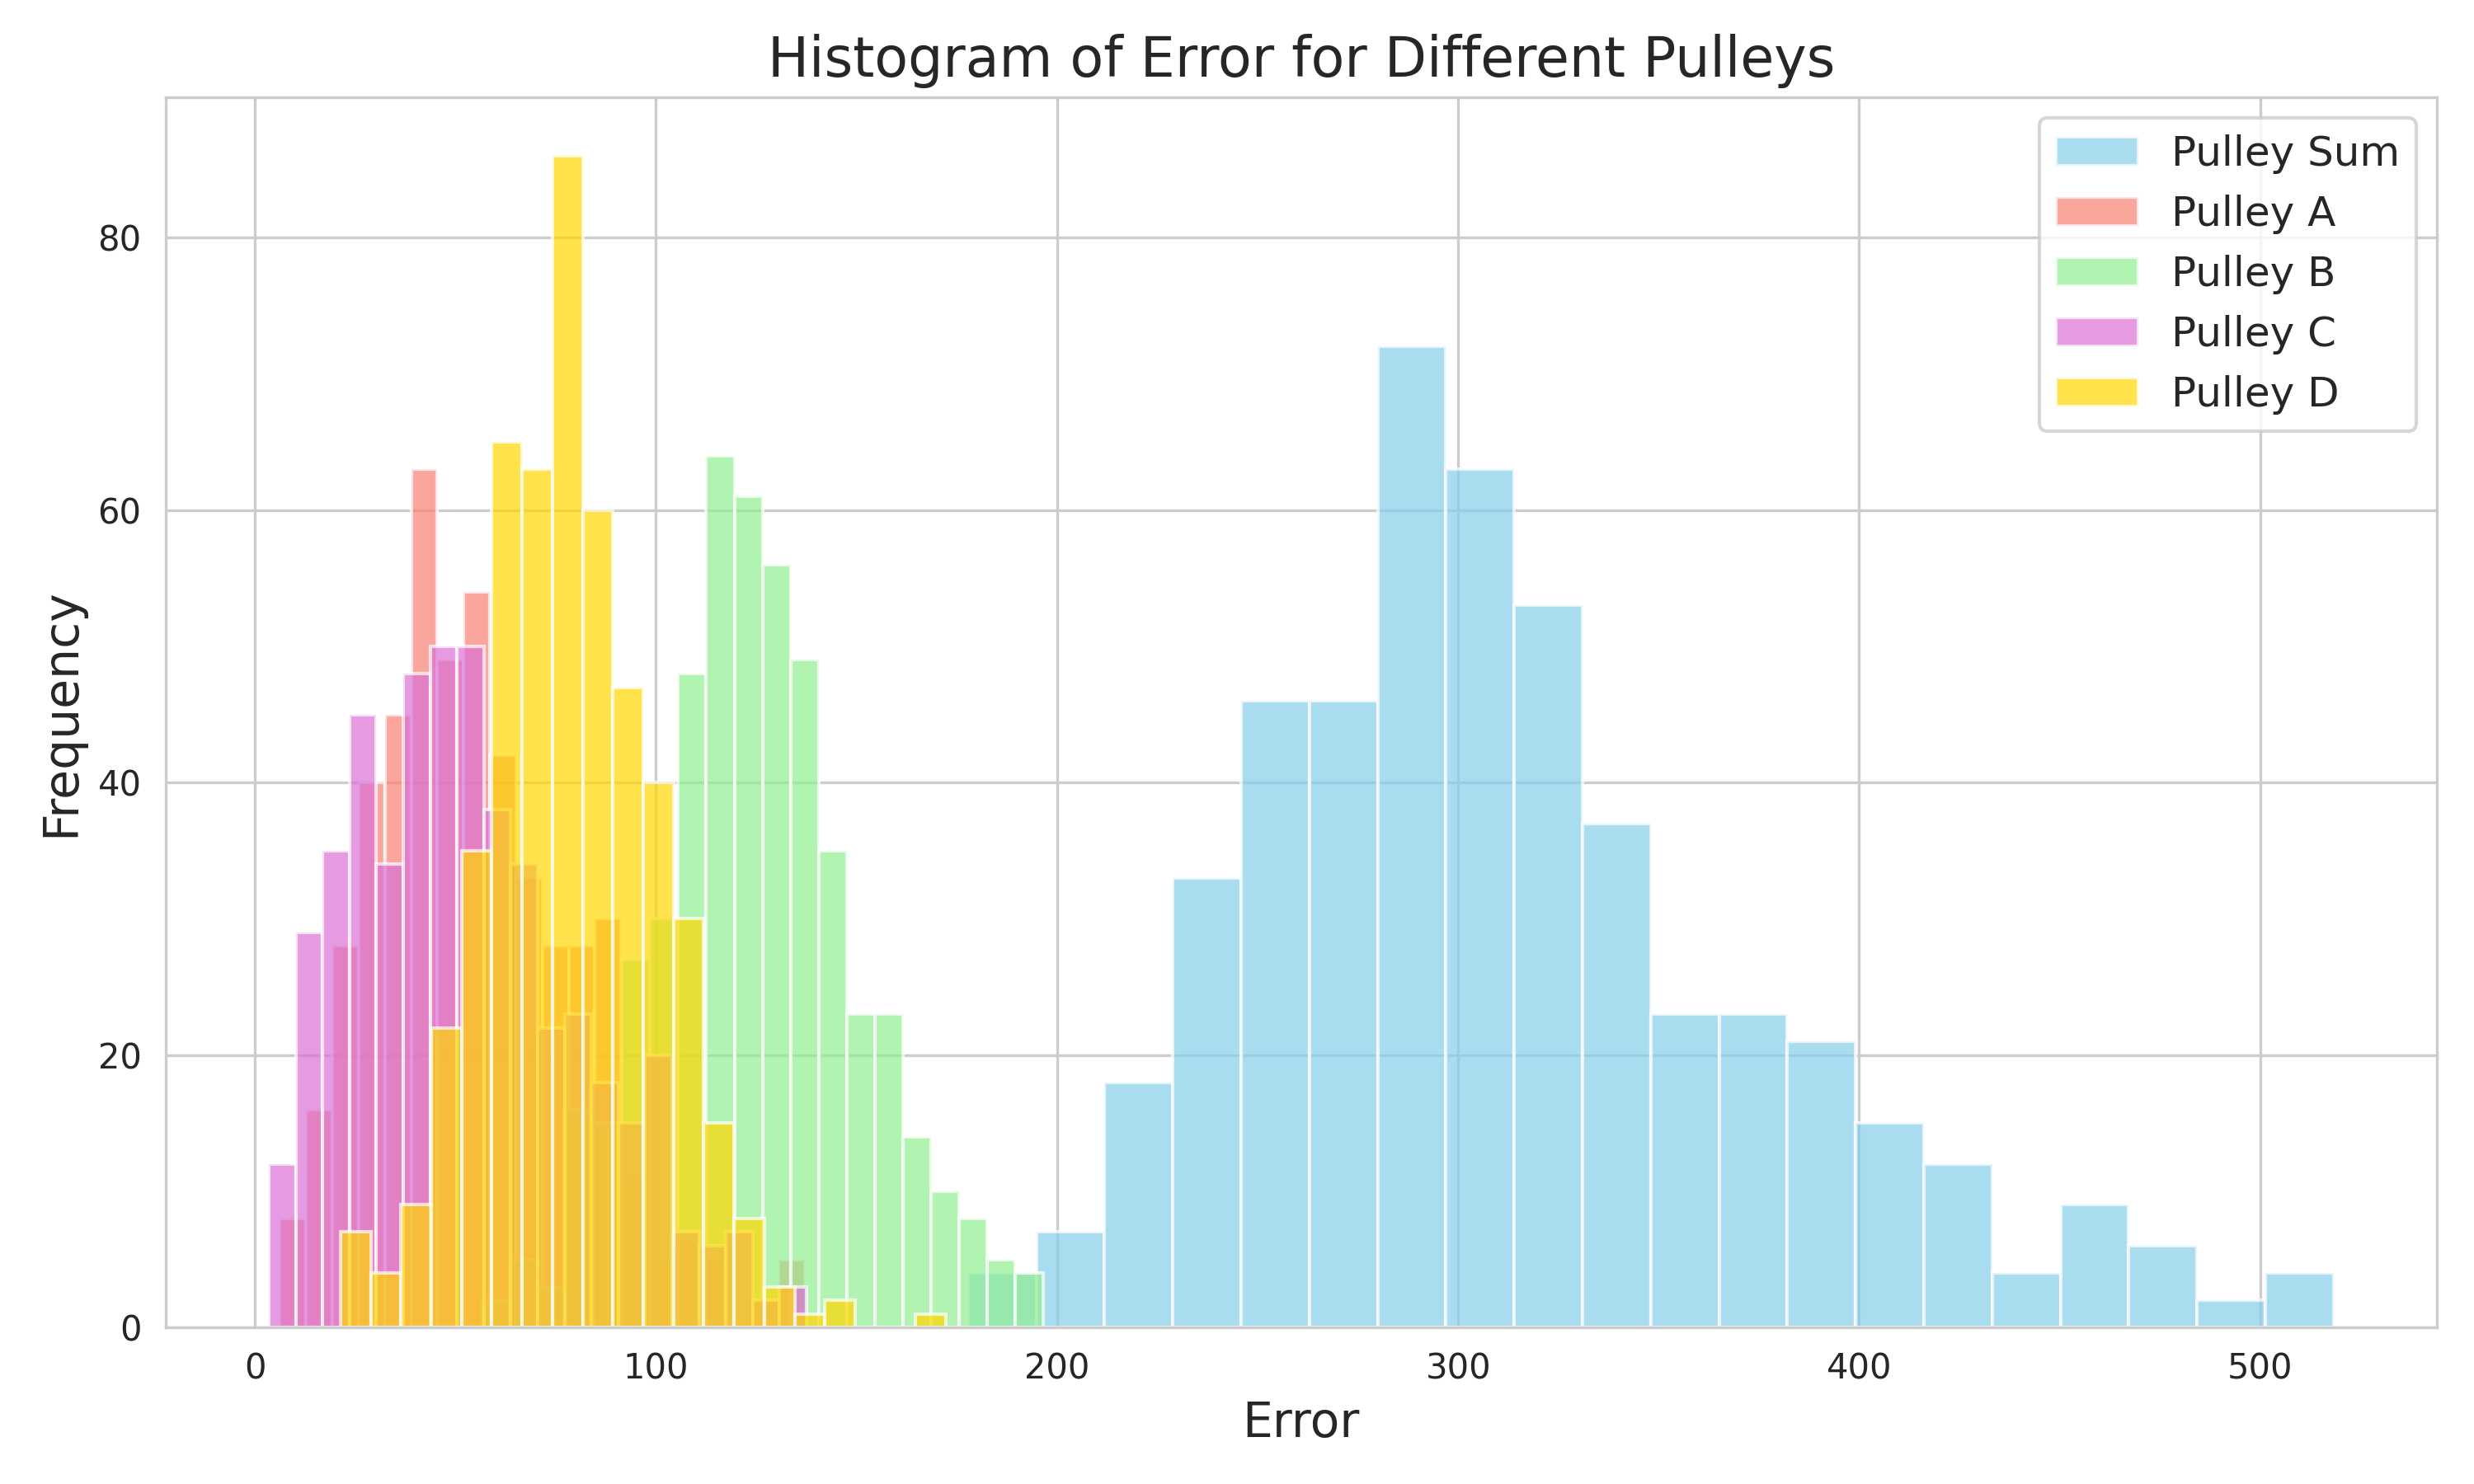 Histogram of Error for Different Pulleys
Pulley Sum
Pulley A
Pulley B
Pulley C
Pulley D
Frequency
80
60
40
20
0
0 100 200 300 400 500
Error